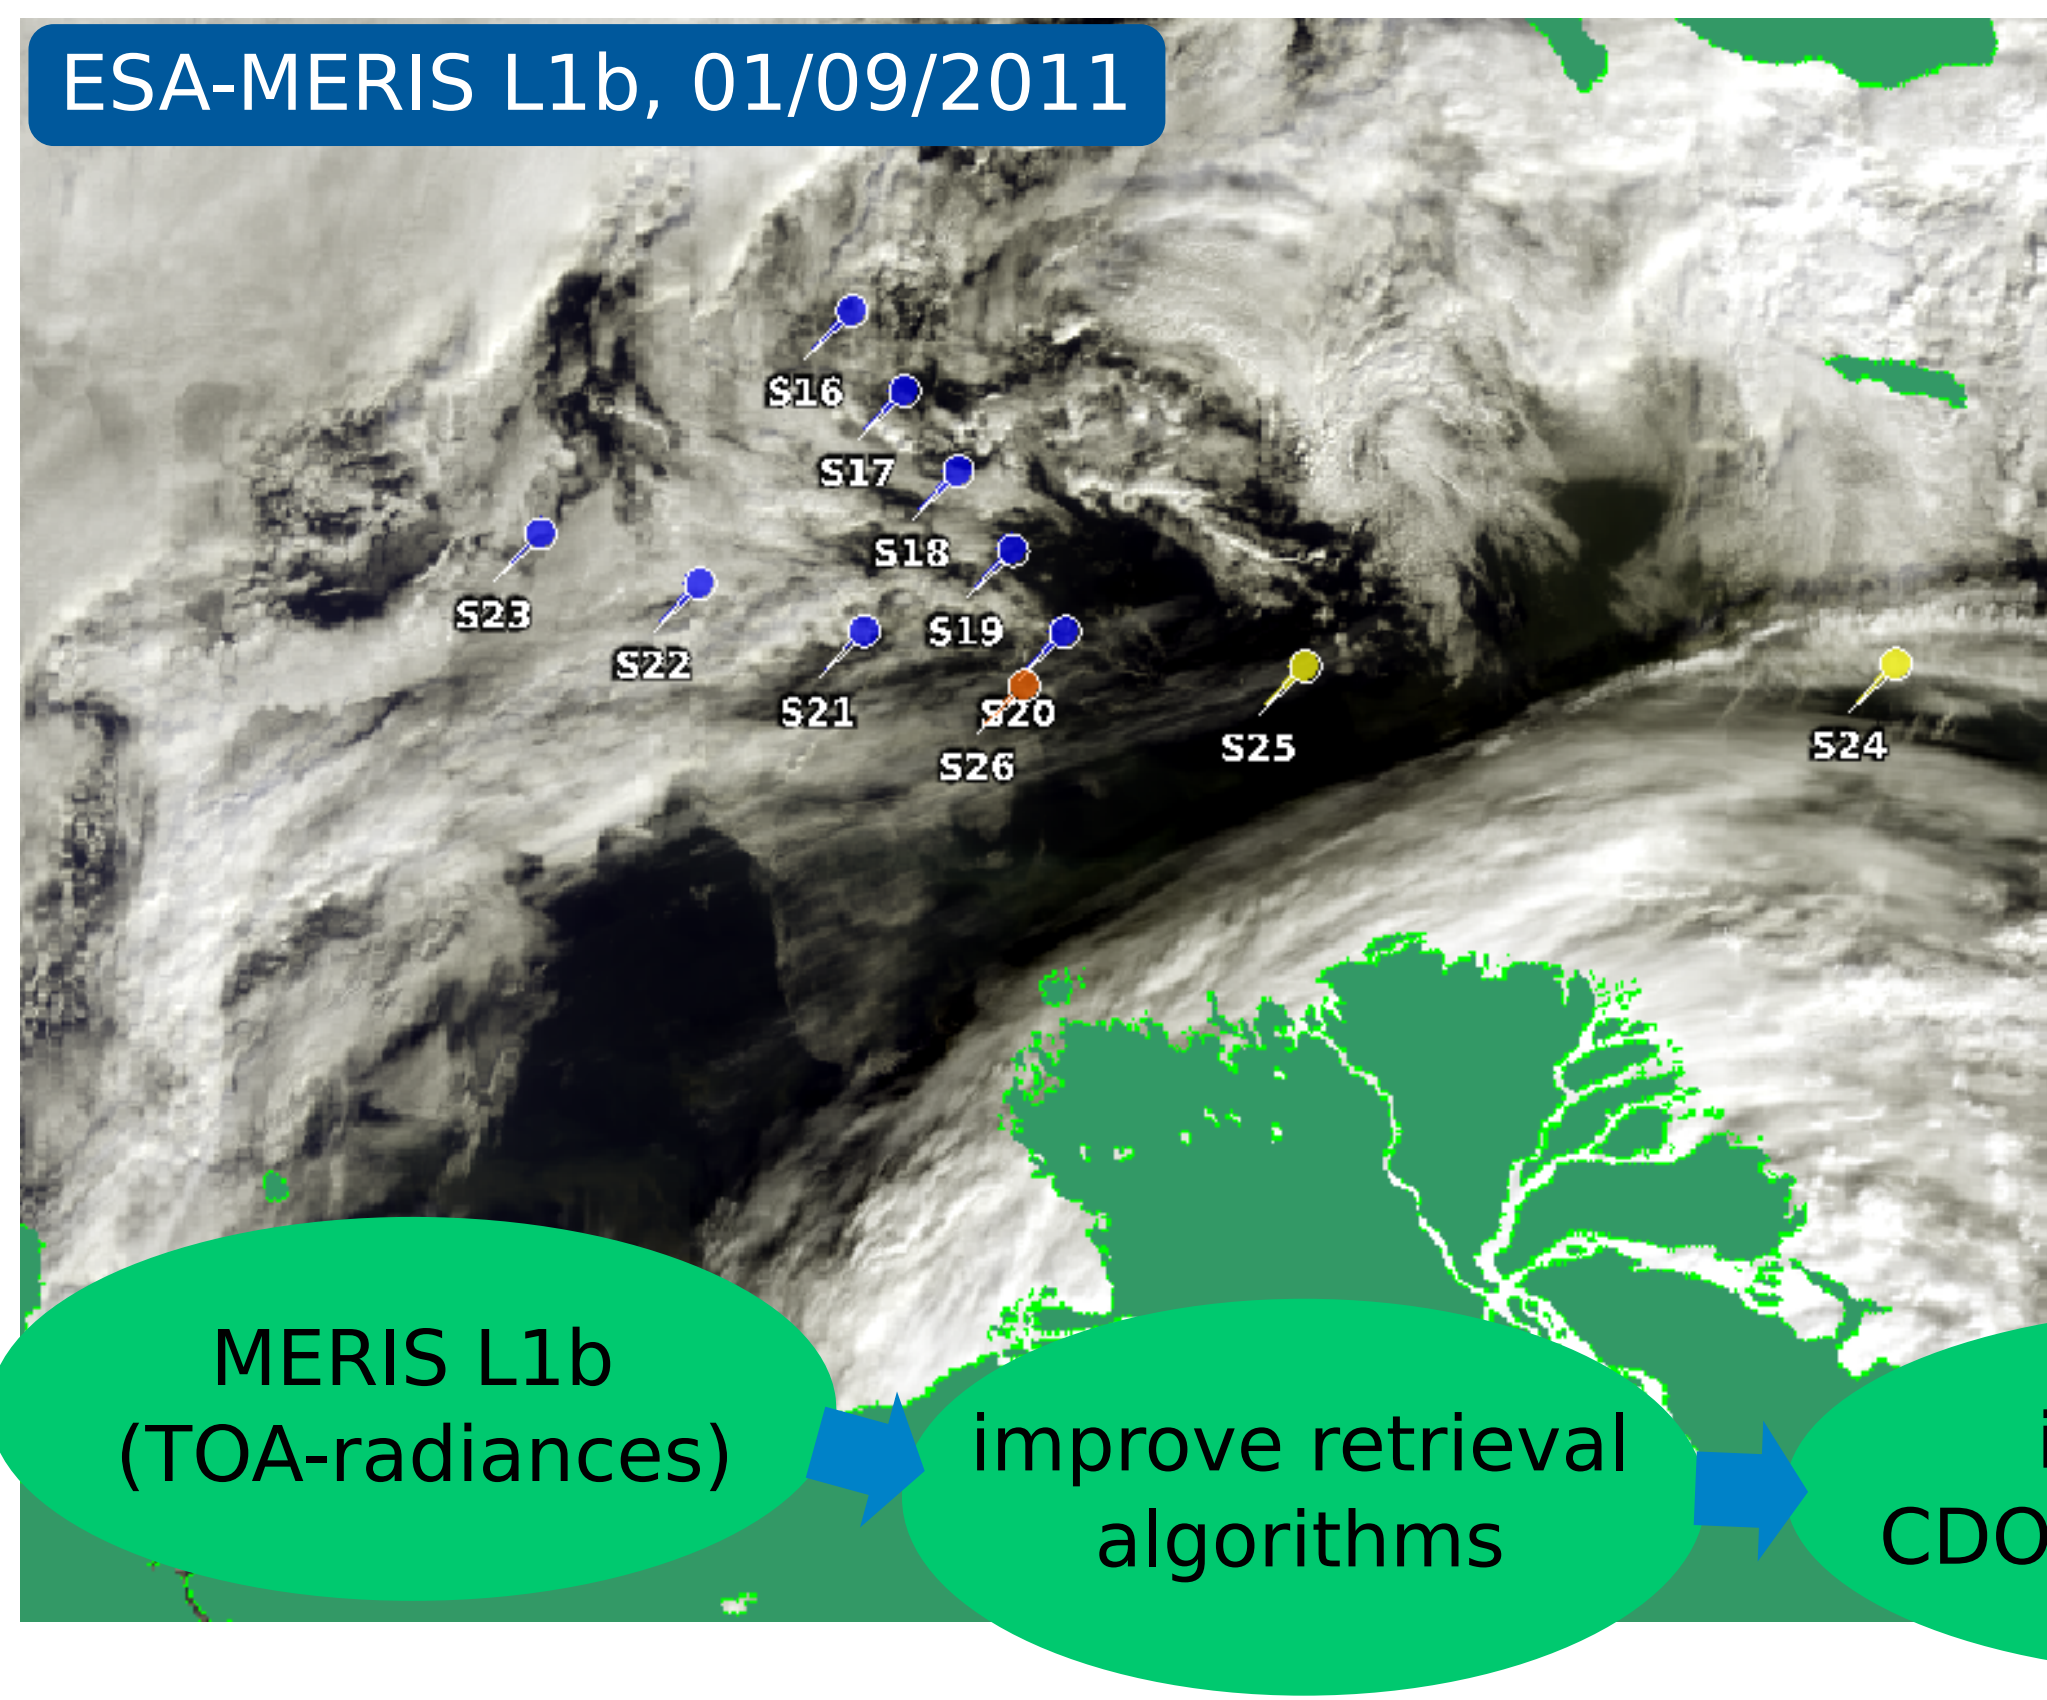 ESA-MERIS L1b, 01/09/2011
S16
S17
S18
S23
S19
S22
S21
S20
S25
S24
S26
MERIS L1b
(TOA-radiances)
improve retrieval
algorithms
CDO